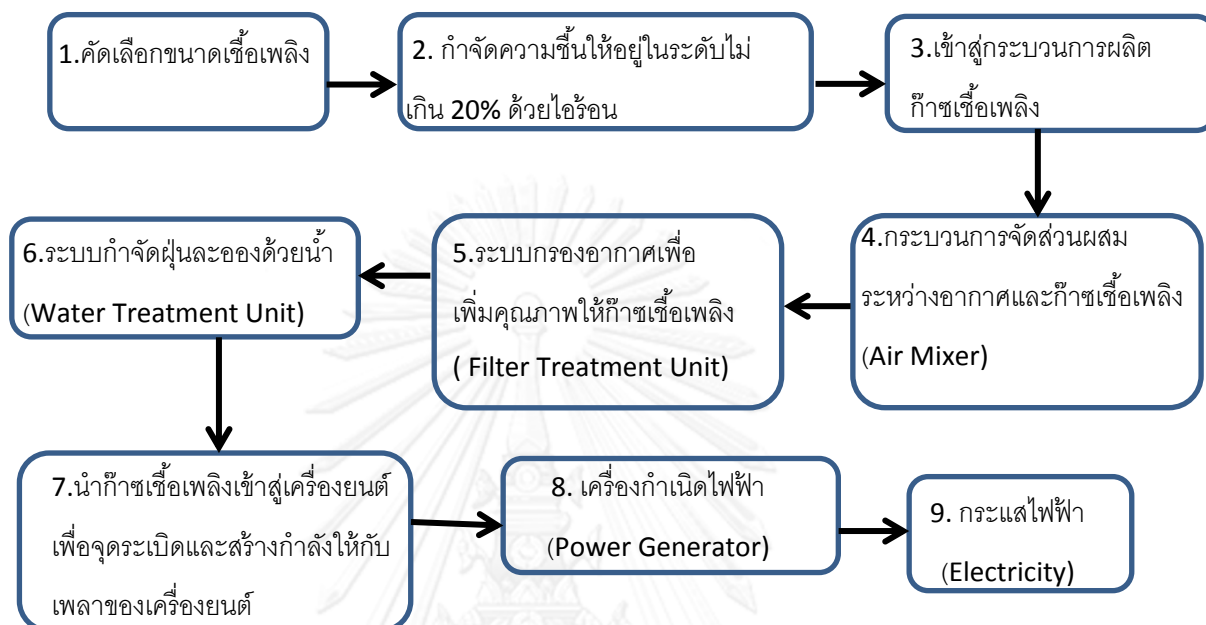 1.คัดเลือกขนาดเชื้อเพลิง
2. กำจัดความชื้นให้อยู่ในระดับไม่
เกิน 20% ด้วยไอร้อน
3.เข้าสู่กระบวนการผลิต
ก๊าซเชื้อเพลิง
4.กระบวนการจัดส่วนผสม
ระหว่างอากาศและก๊าซเชื้อเพลิง
(Air Mixer)
5.ระบบกรองอากาศเพื่อ
เพิ่มคุณภาพให้ก๊าซเชื้อเพลิง
( Filter Treatment Unit)
6.ระบบกำจัดฝุ่นละอองด้วยน้ำ
(Water Treatment Unit)
7.นำก๊าซเชื้อเพลิงเข้าสู่เครื่องยนต์
เพื่อจุดระเบิดและสร้างกำลังให้กับ
เพลาของเครื่องยนต์
8. เครื่องกำเนิดไฟฟ้า
(Power Generator)
9. กระแสไฟฟ้า
(Electricity)